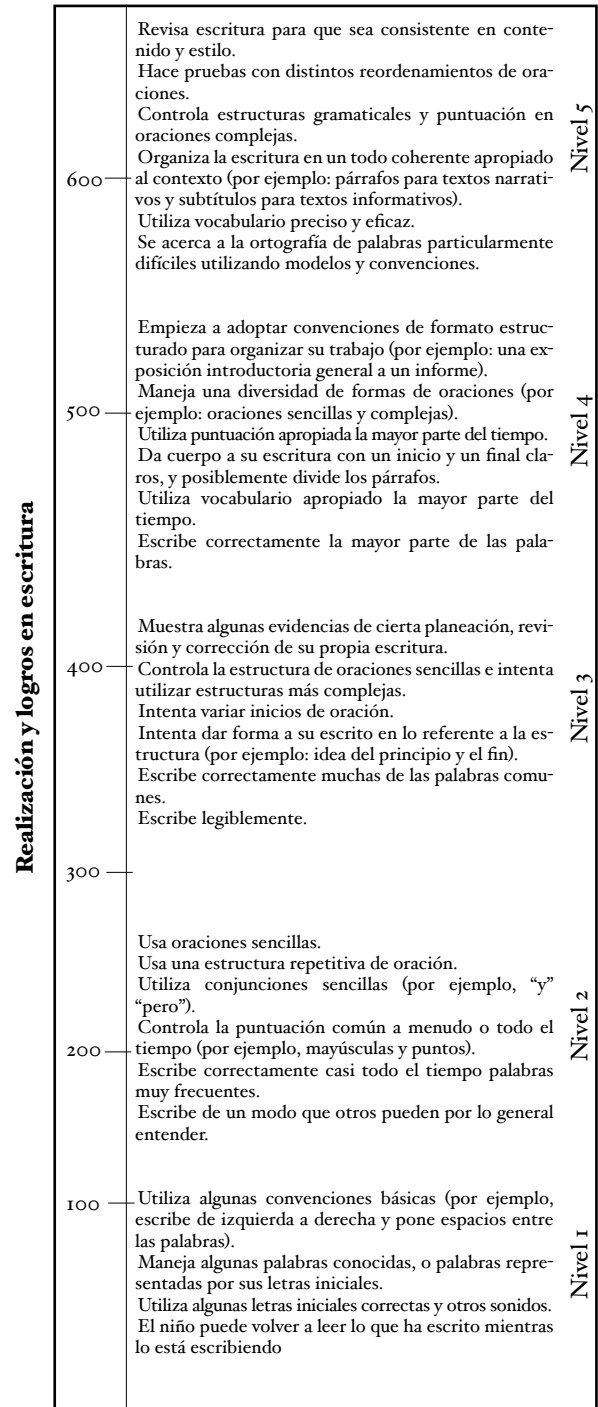 Realización y logros en escritura
Revisa escritura para que sea consistente en conte-
nido y estilo.
Hace pruebas con distintos reordenamientos de ora-
ciones.
Controla estructuras gramaticales y puntuación en
oraciones complejas.
Organiza la escritura en un todo coherente apropiado
600
al contexto (por ejemplo: párrafos para textos narrati-
vos y subtítulos para textos informativos).
Utiliza vocabulario preciso y eficaz.
Se acerca a la ortografía de palabras particularmente
difíciles utilizando modelos y convenciones.
Nivel 5
Empieza a adoptar convenciones de formato estruc-
turado para organizar su trabajo (por ejemplo: una ex-
posición introductoria general a un informe).
Maneja una diversidad de formas de oraciones (por
500
ejemplo: oraciones sencillas y complejas).
Utiliza puntuación apropiada la mayor parte del tiempo.
Da cuerpo a su escritura con un inicio y un final cla-
ros, y posiblemente divide los párrafos.
Utiliza vocabulario apropiado la mayor parte del
tiempo.
Escribe correctamente la mayor parte de las pala-
bras.
Nivel 4
Muestra algunas evidencias de cierta planeación, revi-
sión y corrección de su propia escritura.
400
Controla la estructura de oraciones sencillas e intenta
utilizar estructuras más complejas.
Intenta variar inicios de oración.
Intenta dar forma a su escrito en lo referente a la es-
tructura (por ejemplo: idea del principio y el fin).
Escribe correctamente muchas de las palabras comu-
nes.
Escribe legiblemente.
Nivel 3
300
Usa oraciones sencillas.
Usa una estructura repetitiva de oración.
Utiliza conjunciones sencillas (por ejemplo, “y”
“pero”).
Controla la puntuación común a menudo o todo el
200
tiempo (por ejemplo, mayúsculas y puntos).
Escribe correctamente casi todo el tiempo palabras
muy frecuentes.
Escribe de un modo que otros pueden por lo general
entender.
Nivel 2
100
Utiliza algunas convenciones básicas (por ejemplo,
escribe de izquierda a derecha y pone espacios entre
las palabras).
Maneja algunas palabras conocidas, o palabras repre-
sentadas por sus letras iniciales.
Utiliza algunas letras iniciales correctas y otros sonidos.
El niño puede volver a leer lo que ha escrito mientras
lo está escribiendo
Nivel 1